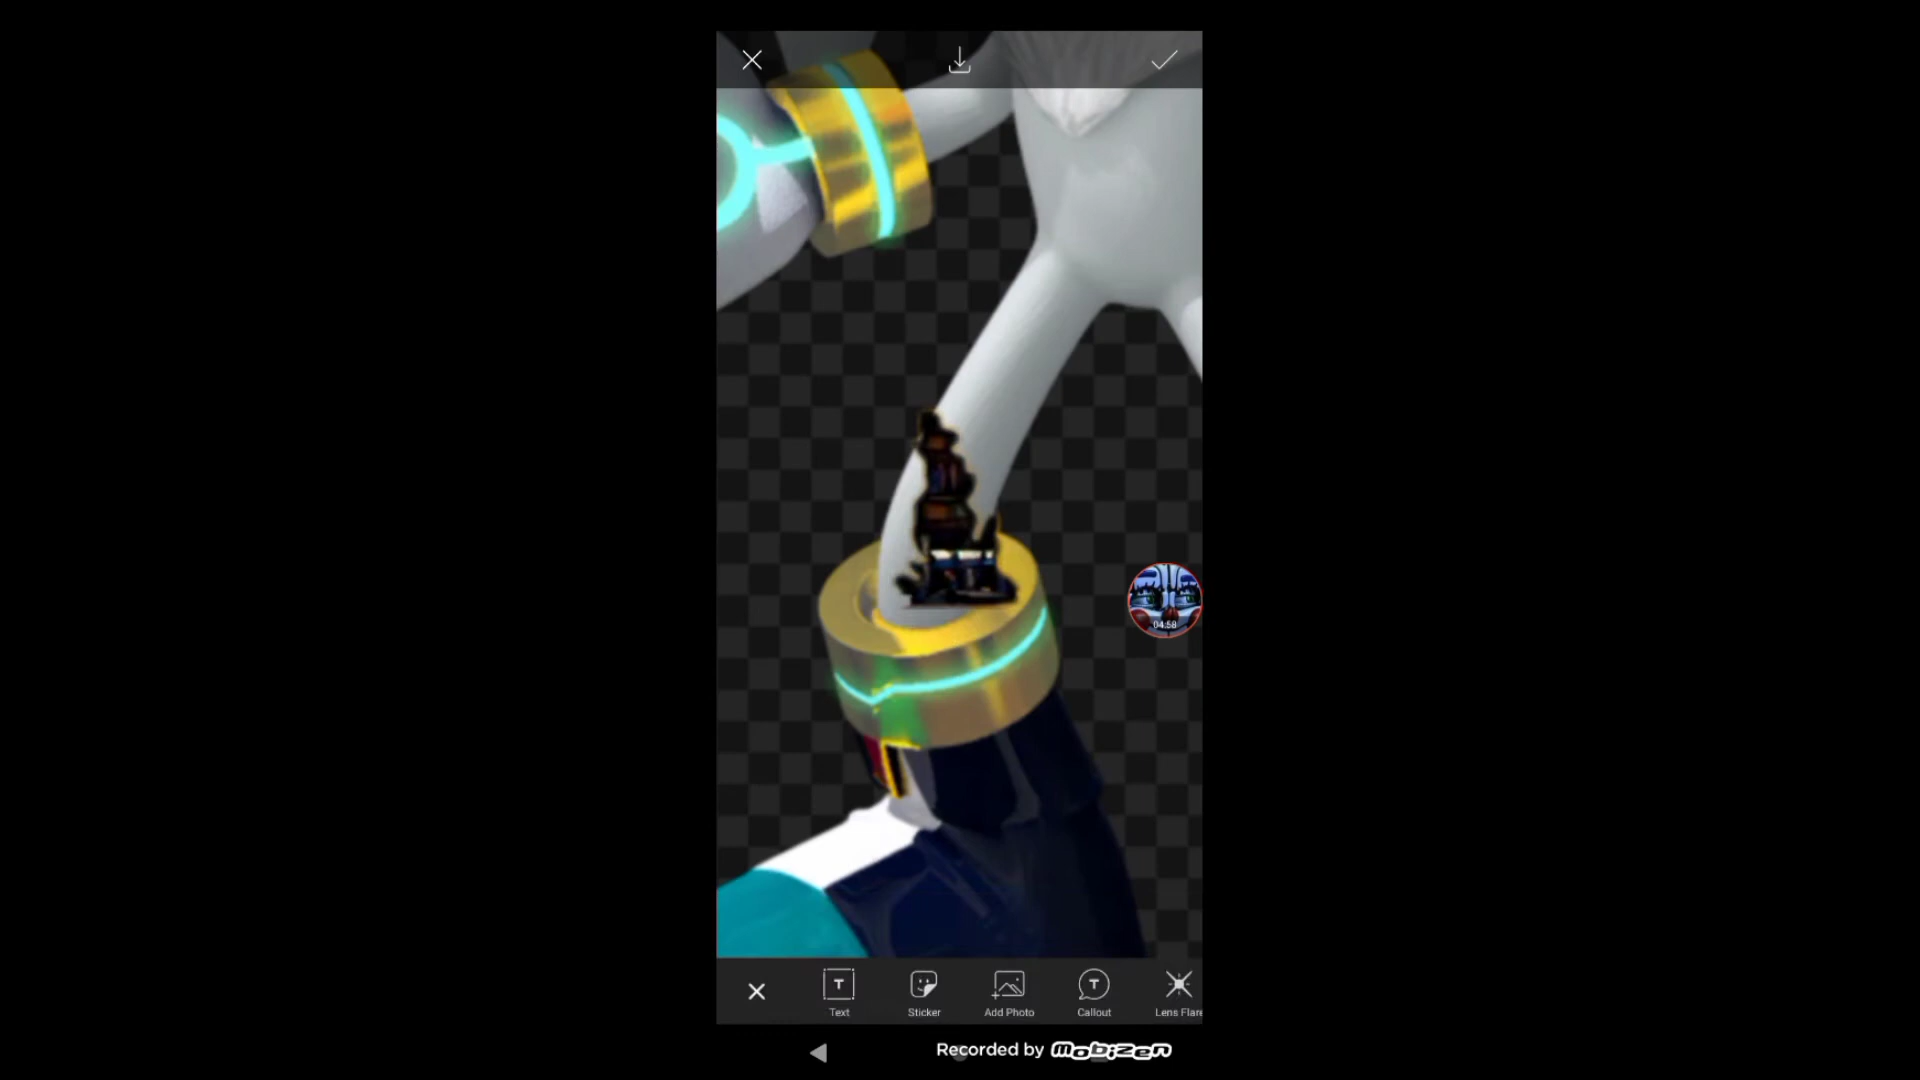 04:58
T
T
Text
Sticker
Add Photo
Callout
Lens Flare
Recorded by mobizen